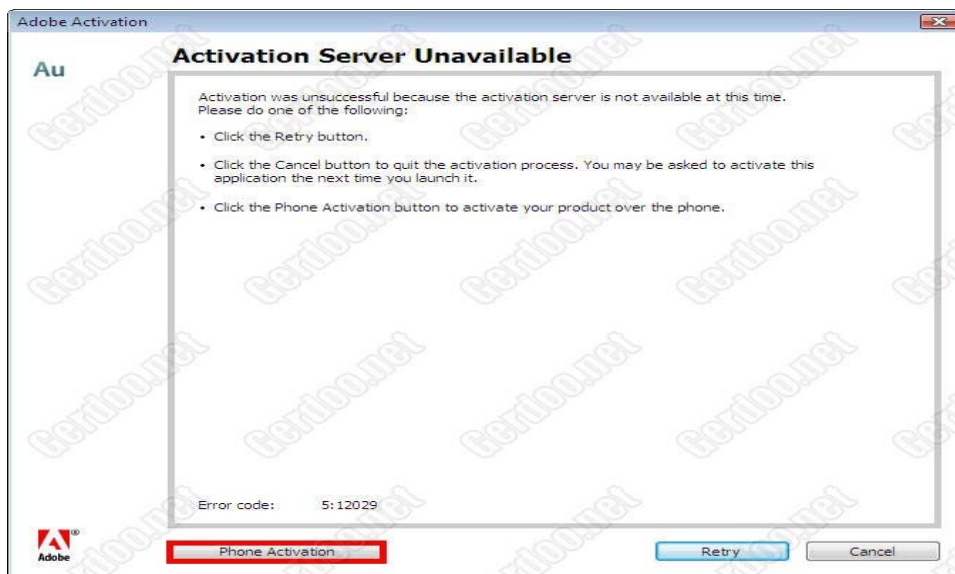 Adobe Activation
Au
Activation Server Unavailable
Activation was unsuccessful because the activation server is not available at this time.
Please do one of the following:
• Click the Retry button.
• Click the Cancel button to quit the activation process. You may be asked to activate this
application the next time you launch it.
• Click the Phone Activation button to activate your product over the phone.
Error code: 5:12029
Adobe
Phone Activation
Retry
Cancel
Gerdoo.net